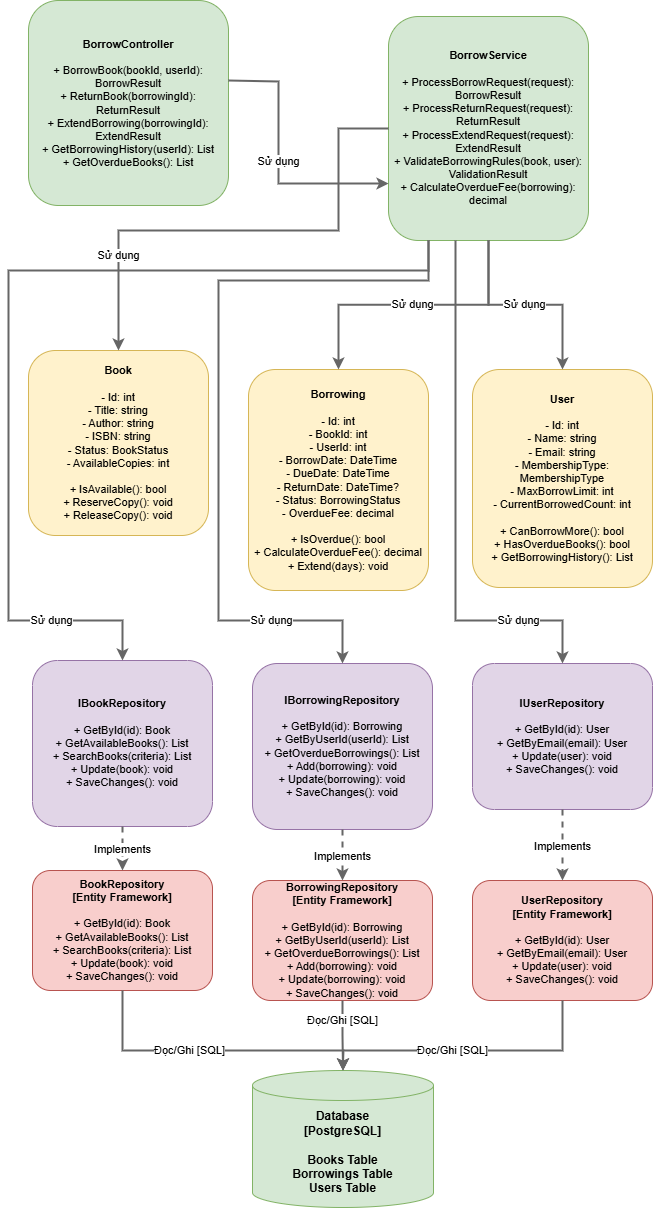 BorrowController
+ BorrowBook(bookId, userId):
BorrowResult
+ ReturnBook(borrowingId):
ReturnResult
+ ExtendBorrowing(borrowingId):
ExtendResult
+ GetBorrowingHistory(userId): List
+ GetOverdueBooks(): List
Sử dụng
BorrowService
+ ProcessBorrowRequest(request):
BorrowResult
+ ProcessReturnRequest(request):
ReturnResult
+ ProcessExtendRequest(request):
ExtendResult
+ ValidateBorrowingRules(book, user):
ValidationResult
+ CalculateOverdueFee(borrowing):
decimal
Sử dụng
Sử dụng
Sử dụng
Book
- Id: int
- Title: string
- Author: string
- ISBN: string
- Status: BookStatus
- AvailableCopies: int
+ IsAvailable(): bool
+ ReserveCopy(): void
+ ReleaseCopy(): void
Borrowing
- Id: int
- BookId: int
- UserId: int
- BorrowDate: DateTime
- DueDate: DateTime
- ReturnDate: DateTime?
- Status: BorrowingStatus
- OverdueFee: decimal
+ IsOverdue(): bool
+ CalculateOverdueFee(): decimal
+ Extend(days): void
User
- Id: int
- Name: string
- Email: string
- MembershipType:
MembershipType
- MaxBorrowLimit: int
- CurrentBorrowedCount: int
+ CanBorrowMore(): bool
+ HasOverdueBooks(): bool
+ GetBorrowingHistory(): List
Sử dụng
Sử dụng
Sử dụng
IBookRepository
+ GetById(id): Book
+ GetAvailableBooks(): List
+ SearchBooks(criteria): List
+ Update(book): void
+ SaveChanges(): void
IBorrowingRepository
+ GetById(id): Borrowing
+ GetByUserId(userId): List
+ GetOverdueBorrowings(): List
+ Add(borrowing): void
+ Update(borrowing): void
+ SaveChanges(): void
IUserRepository
+ GetById(id): User
+ GetByEmail(email): User
+ Update(user): void
+ SaveChanges(): void
Implements
Implements
Implements
BookRepository
[Entity Framework]
+ GetById(id): Book
+ GetAvailableBooks(): List
+ SearchBooks(criteria): List
+ Update(book): void
+ SaveChanges(): void
BorrowingRepository
[Entity Framework]
+ GetById(id): Borrowing
+ GetByUserId(userId): List
+ GetOverdueBorrowings(): List
+ Add(borrowing): void
+ Update(borrowing): void
+ SaveChanges(): void
UserRepository
[Entity Framework]
+ GetById(id): User
+ GetByEmail(email): User
+ Update(user): void
+ SaveChanges(): void
Đọc/Ghi [SQL]
Đọc/Ghi [SQL]
Đọc/Ghi [SQL]
Database
[PostgreSQL]
Books Table
Borrowings Table
Users Table